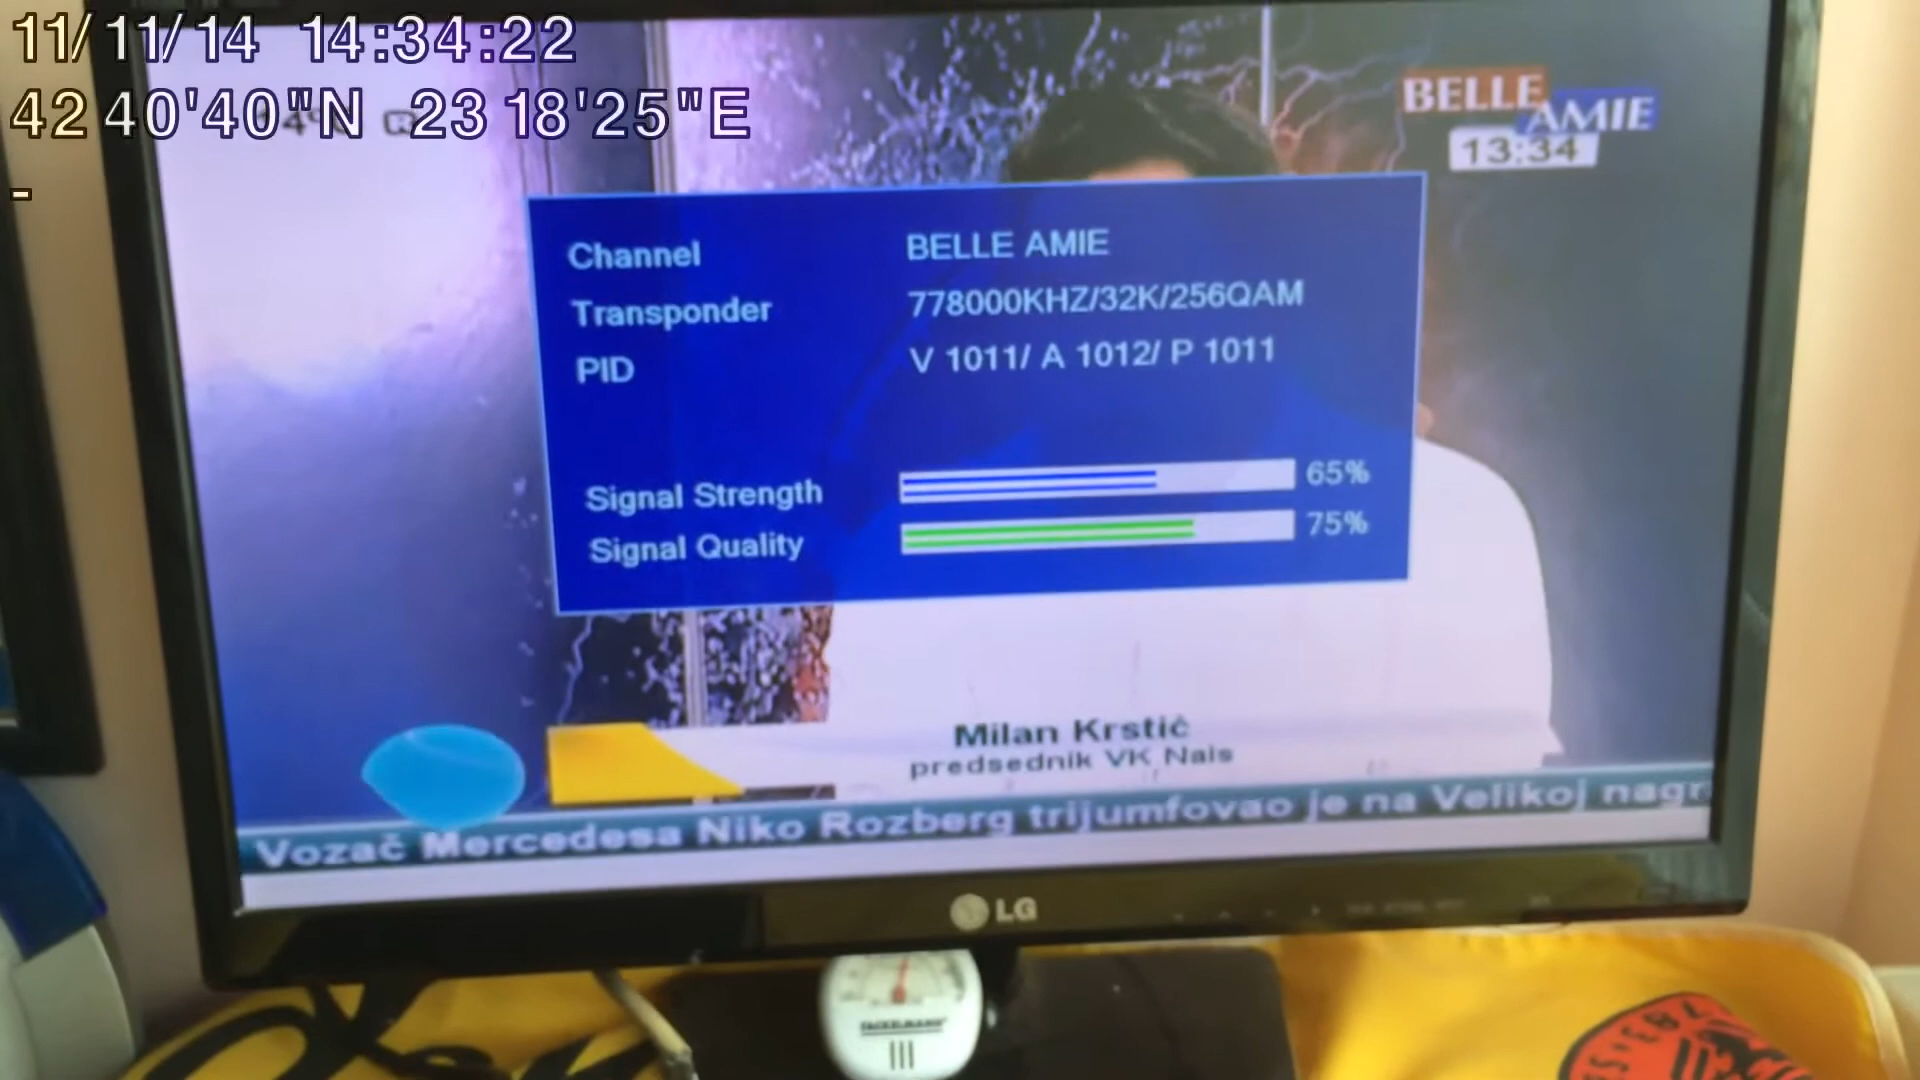 11/11/14 14:34:22
42 40'40"N 23 18'25"E
-
BELLE
AMIE
13:34
Channel BELLE AMIE
Transponder 778000KHZ/32K/256QAM
PID V 1011/ A 1012/ P 1011
Signal Strength 65%
Signal Quality 75%
Milan Krstić
predsednik VK Nais
Vozač Mercedesa Niko Rozberg trijumfovao je na Velikoj nagr
LG